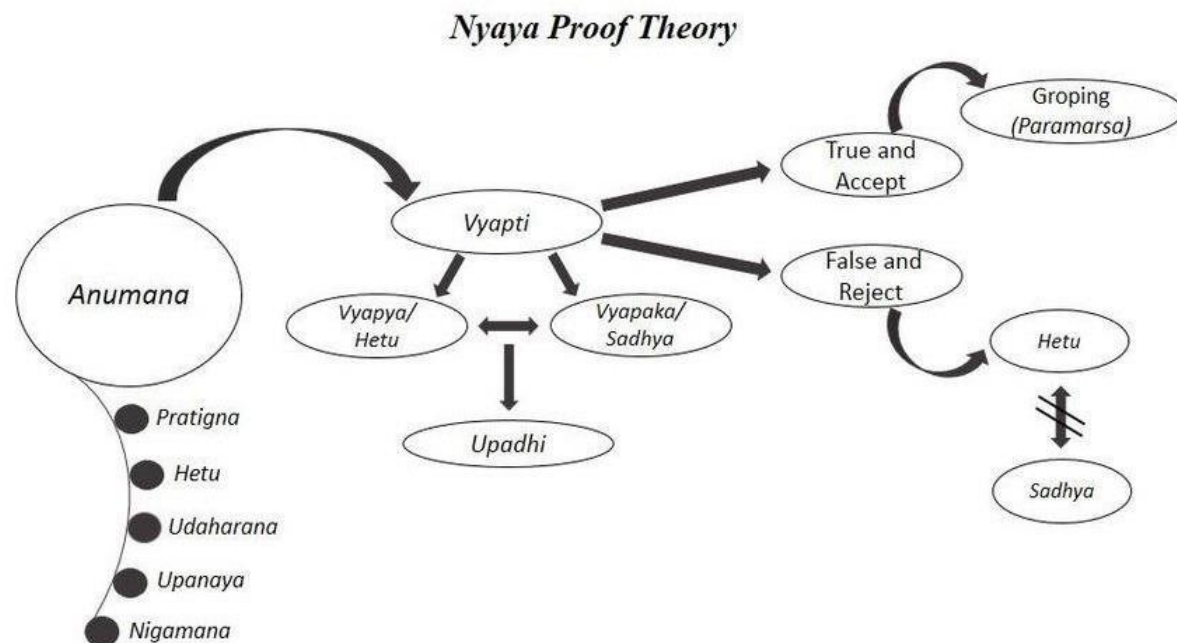 Nyaya Proof Theory
Groping
(Paramarsa)
True and
Accept
Vyapti
False and
Reject
Anumana
Vyapya/
Hetu
Vyapaka/
Sadhya
Hetu
Upadhi
Sadhya
Pratigna
Hetu
Udaharana
Upanaya
Nigamana